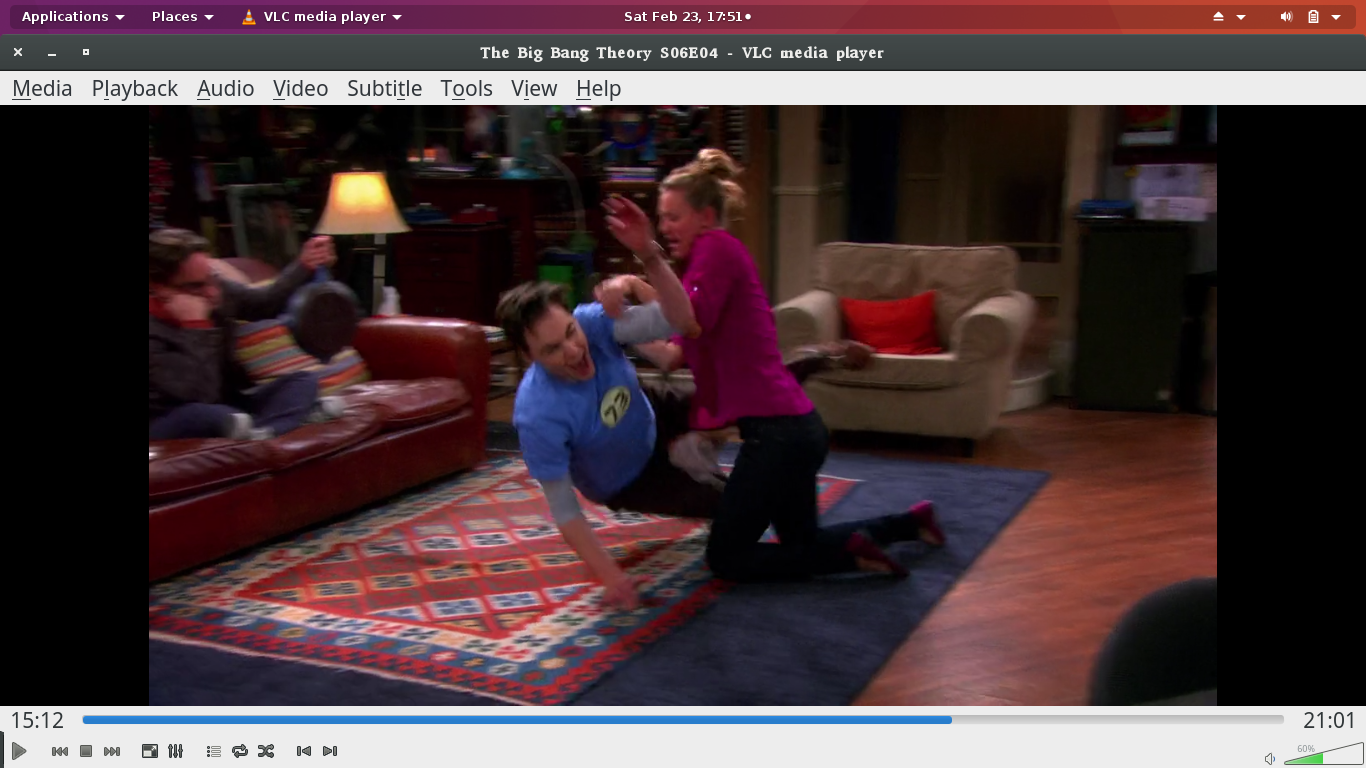 Applications Places VLC media player Sat Feb 23, 17:51
The Big Bang Theory S06E04 - VLC media player
Media Playback Audio Video Subtitle Tools View Help
73
15:12 21:01
60%